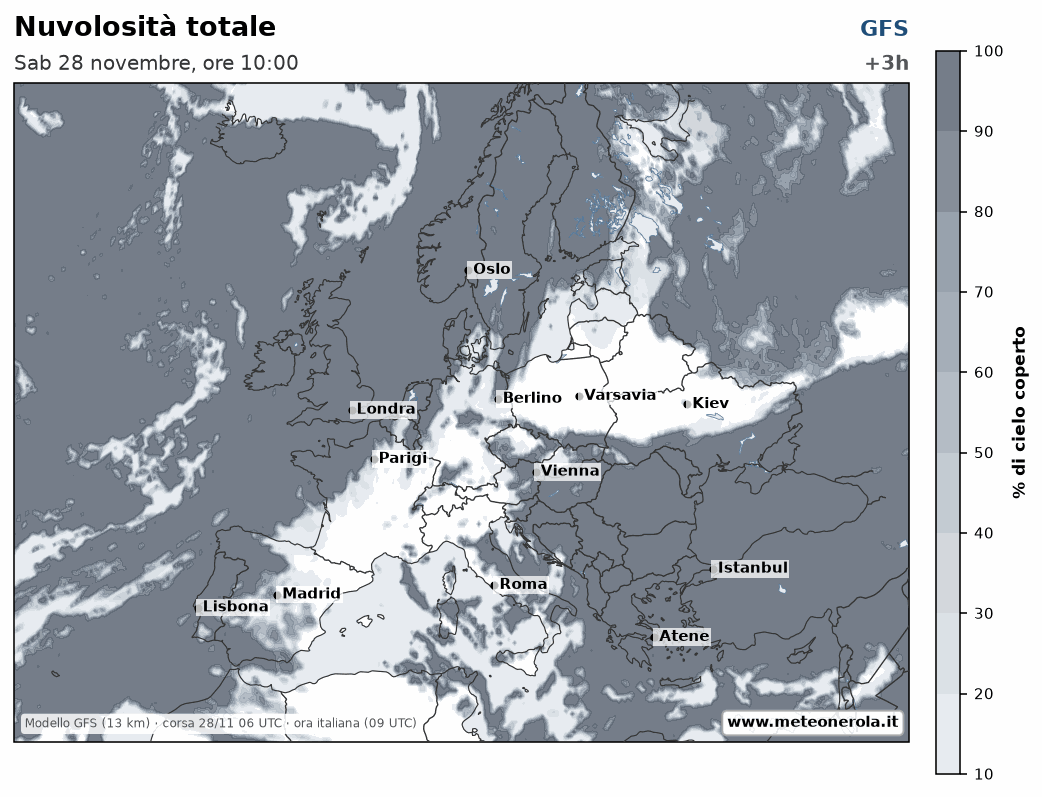 Nuvolosità totale
GFS
Sab 28 novembre, ore 10:00
+3h
100
90
80
70
60
50
40
30
20
10
% di cielo coperto
Oslo
Berlino
Varsavia
Kiev
Londra
Parigi
Vienna
Istanbul
Roma
Madrid
Lisbona
Atene
Modello GFS (13 km) · corsa 28/11 06 UTC · ora italiana (09 UTC)
www.meteonerola.it